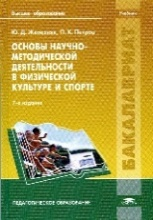 Высшее образование
Учебник
Ю. Д. Железняк, П. К. Петров
ОСНОВЫ НАУЧНО-
МЕТОДИЧЕСКОЙ
ДЕЯТЕЛЬНОСТИ
В ФИЗИЧЕСКОЙ
КУЛЬТУРЕ И СПОРТЕ
БАКАЛАВРИАТ
ПЕДАГОГИЧЕСКОЕ ОБРАЗОВАНИЕ